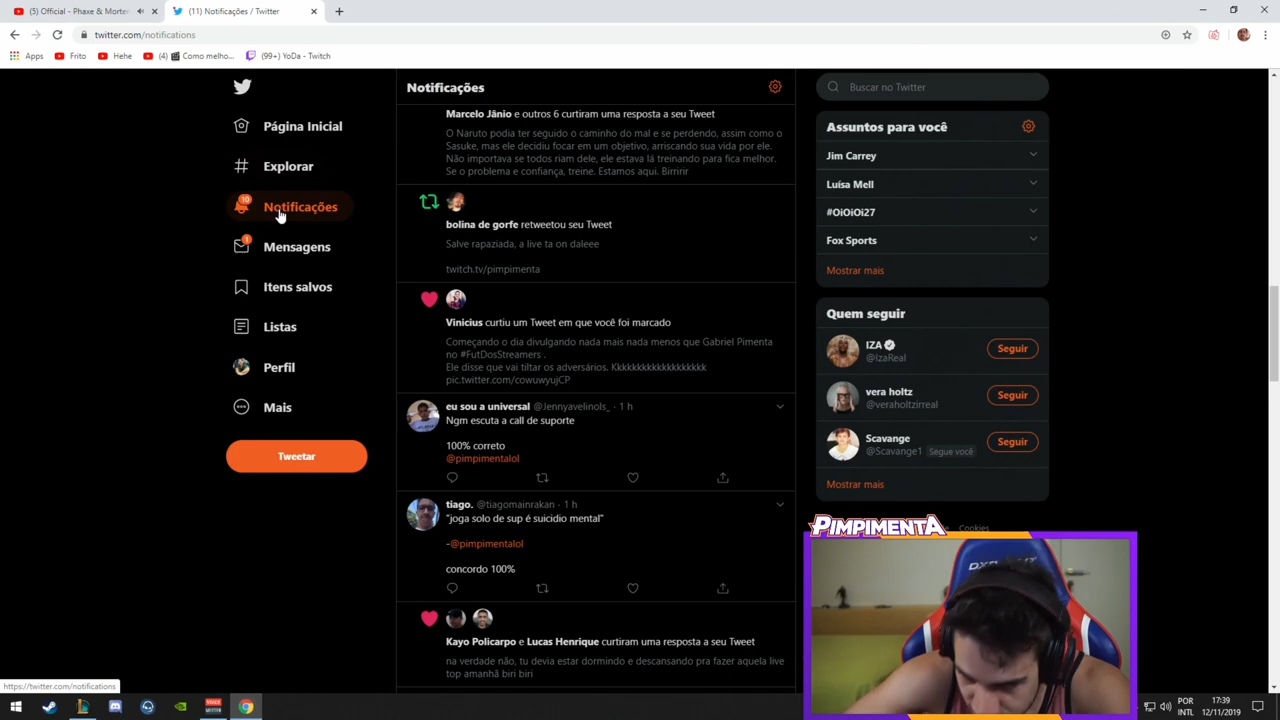 (5) Official - Phaxe & Morte
(11) Notificações / Twitter
twitter.com/notifications
Apps
Frito
Hehe
(4) Como melho...
(99+) YoDa - Twitch
Página Inicial
Explorar
10
Notificações
1
Mensagens
Itens salvos
Listas
Perfil
Mais
Tweetar
Notificações
Marcelo Jânio e outros 6 curtiram uma resposta a seu Tweet
O Naruto podia ter seguido o caminho do mal e se perdendo, assim como o
Sasuke, mas ele decidiu focar em um objetivo, arriscando sua vida por ele.
Não importava se todos riam dele, ele estava lá treinando para fica melhor.
Se o problema e confiança, treine. Estamos aqui. Birririr
bolina de gorfe retweetou seu Tweet
Salve rapaziada, a live ta on daleee
twitch.tv/pimpimenta
Vinicius curtiu um Tweet em que você foi marcado
Começando o dia divulgando nada mais nada menos que Gabriel Pimenta
no #FutDosStreamers .
Ele disse que vai tiltar os adversários. Kkkkkkkkkkkkkkkkkkk
pic.twitter.com/cowuwyujCP
eu sou a universal @Jennyavelinols_ · 1 h
Ngm escuta a call de suporte
100% correto
@pimpimentalol
tiago. @tiagomainrakan · 1 h
"joga solo de sup é suicidio mental"
-@pimpimentalol
concordo 100%
Kayo Policarpo e Lucas Henrique curtiram uma resposta a seu Tweet
na verdade não, tu devia estar dormindo e descansando pra fazer aquela live
top amanhã biri biri
Buscar no Twitter
Assuntos para você
Jim Carrey
Luísa Mell
#OiOiOi27
Fox Sports
Mostrar mais
Quem seguir
IZA
@IzaReal
Seguir
vera holtz
@veraholtzirreal
Seguir
Scavange
@Scavange1 Segue você
Seguir
Mostrar mais
Cookies
PIMPIMENTA
DXRACER
https://twitter.com/notifications
POR
INTL
17:39
12/11/2019